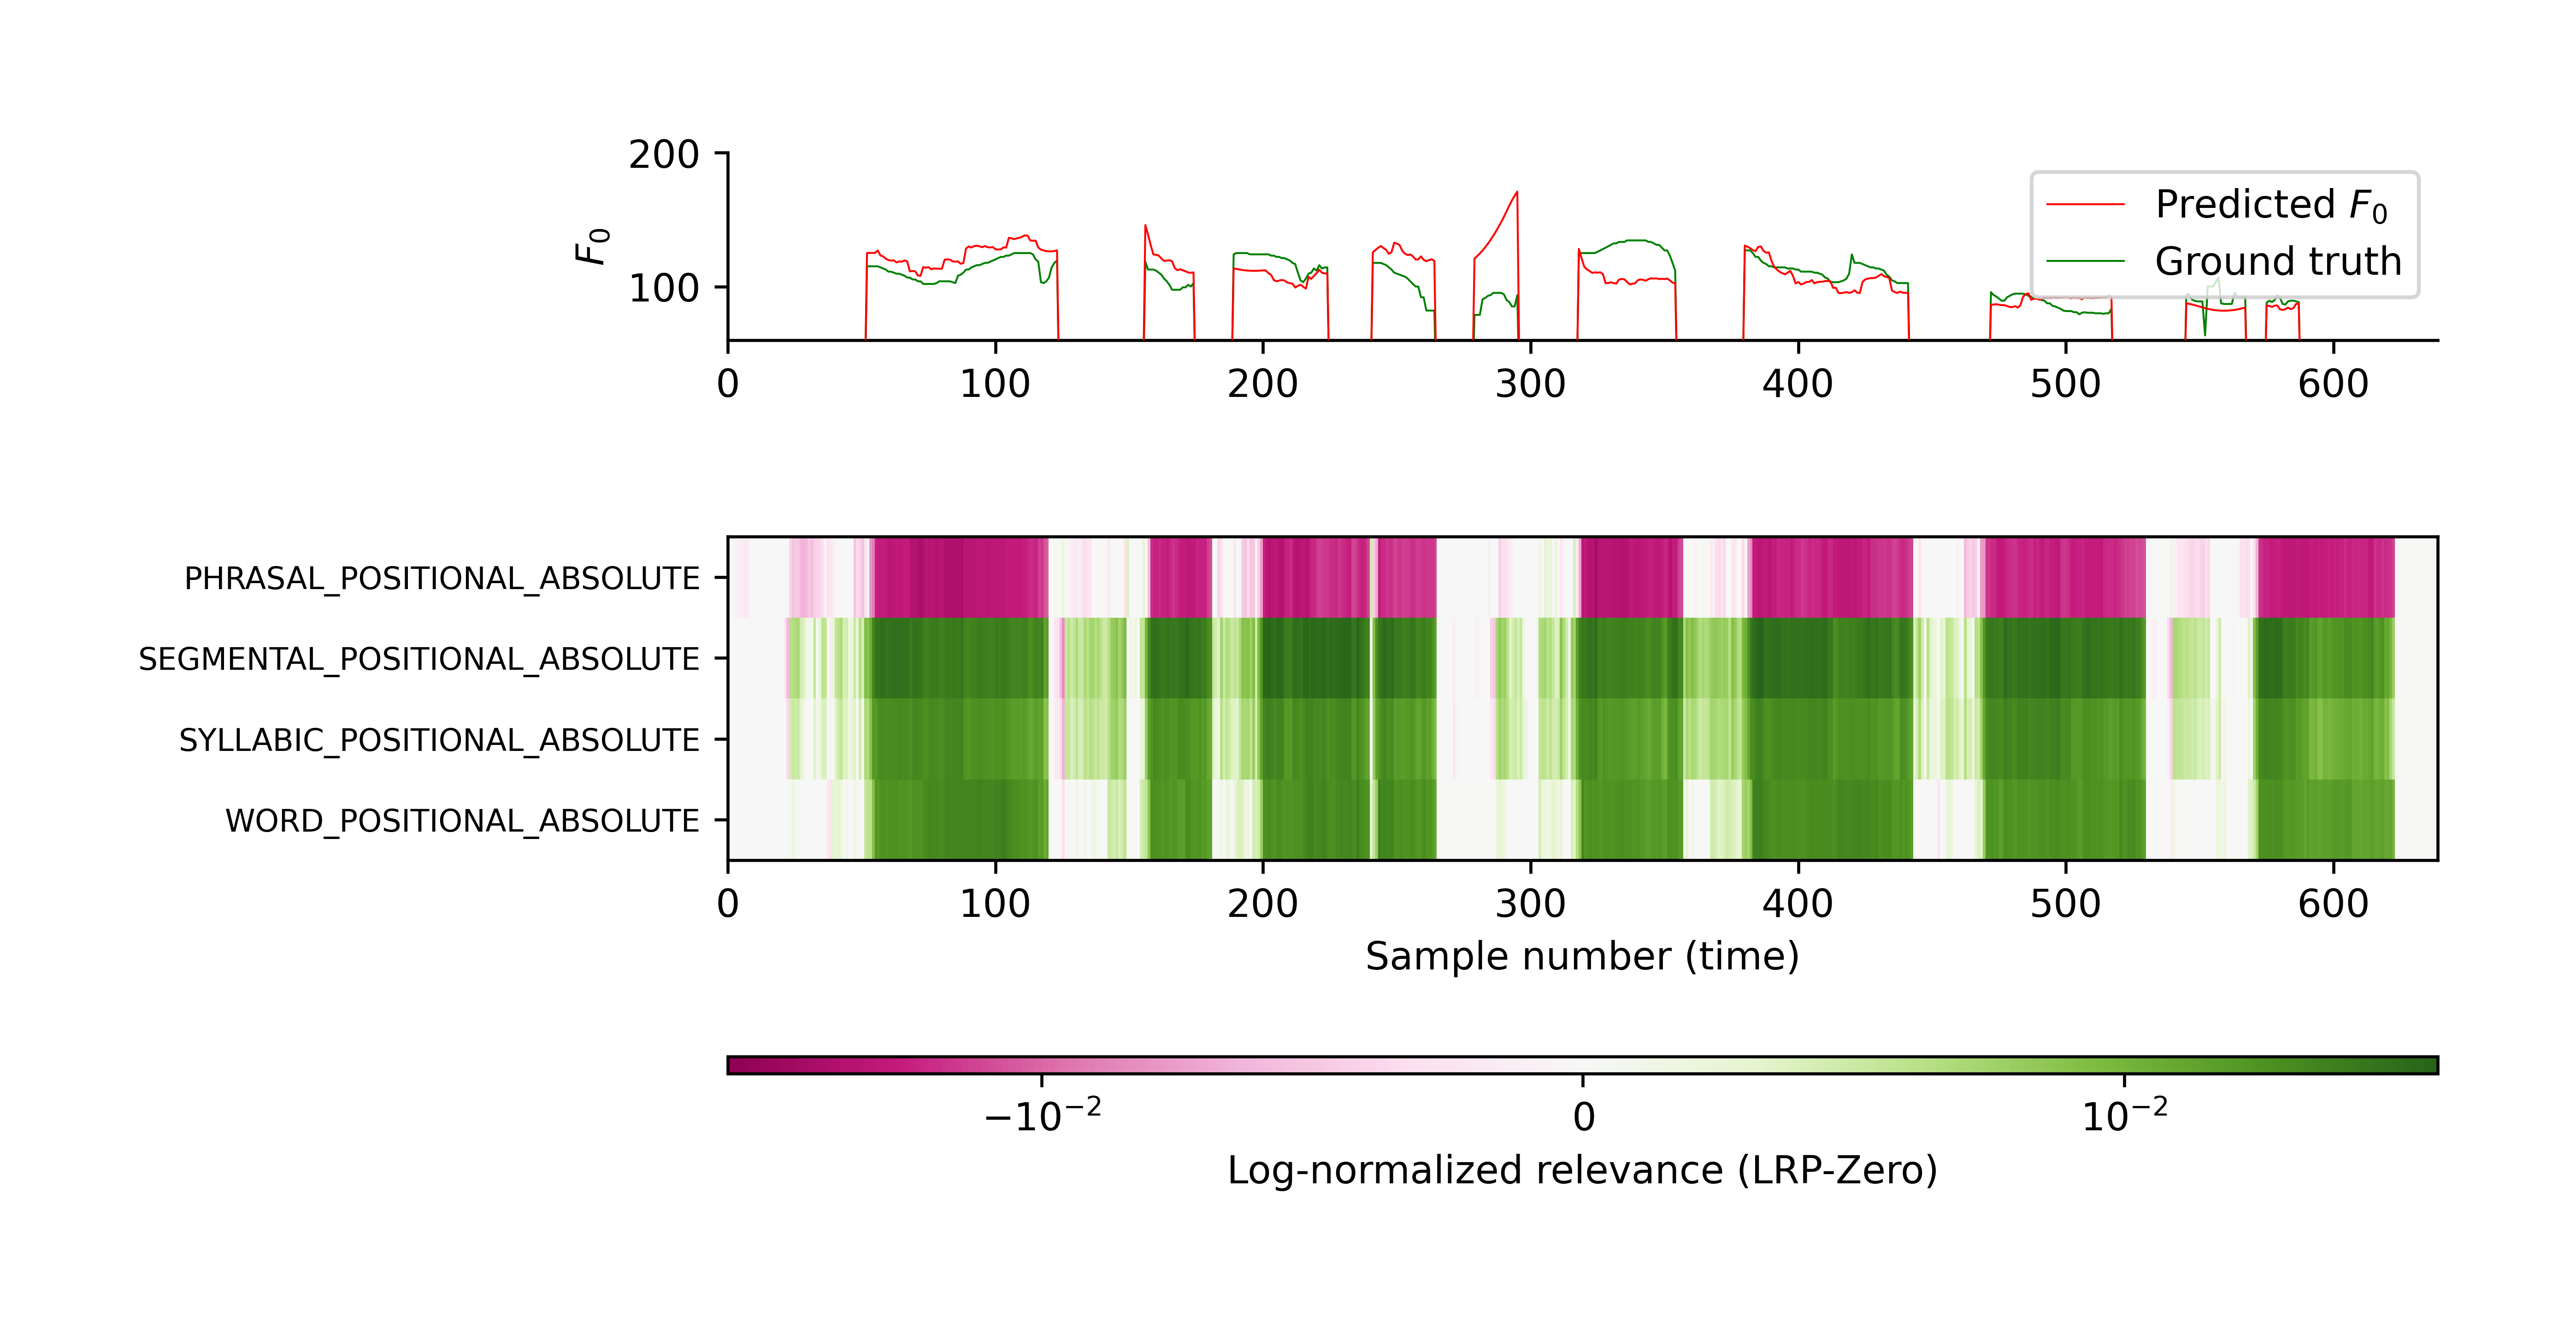 200
100
F₀
Predicted F₀
Ground truth
0 100 200 300 400 500 600
PHRASAL_POSITIONAL_ABSOLUTE
SEGMENTAL_POSITIONAL_ABSOLUTE
SYLLABIC_POSITIONAL_ABSOLUTE
WORD_POSITIONAL_ABSOLUTE
0 100 200 300 400 500 600
Sample number (time)
−10⁻² 0 10⁻²
Log-normalized relevance (LRP-Zero)